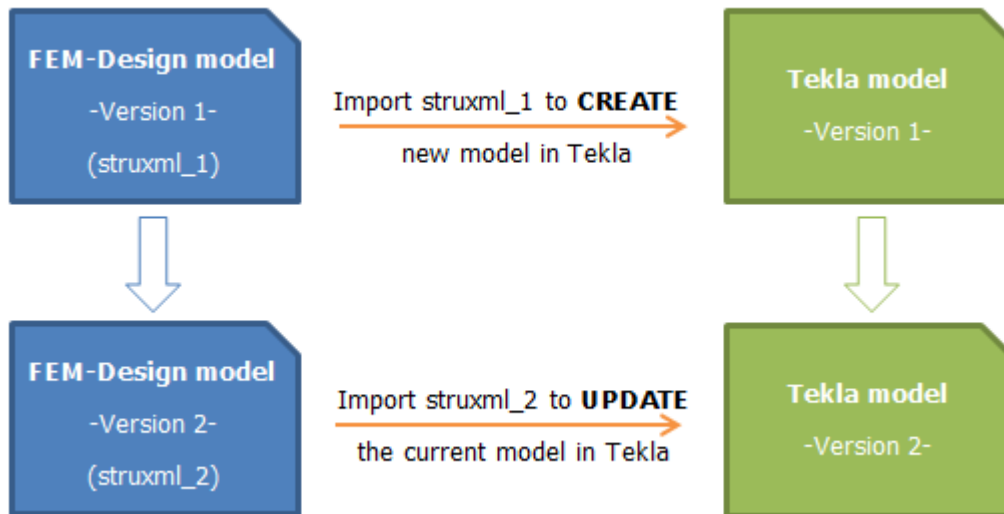 FEM-Design model
-Version 1-
(struxml_1)
Import struxml_1 to CREATE
new model in Tekla
Tekla model
-Version 1-
FEM-Design model
-Version 2-
(struxml_2)
Import struxml_2 to UPDATE
the current model in Tekla
Tekla model
-Version 2-